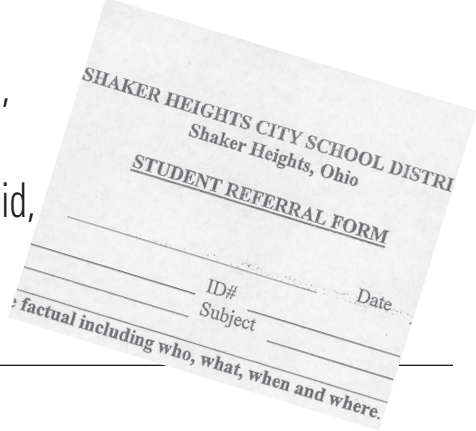 ,
id,
SHAKER HEIGHTS CITY SCHOOL DISTRI
Shaker Heights, Ohio
STUDENT REFERRAL FORM
Date
ID#
Subject
e factual including who, what, when and where.